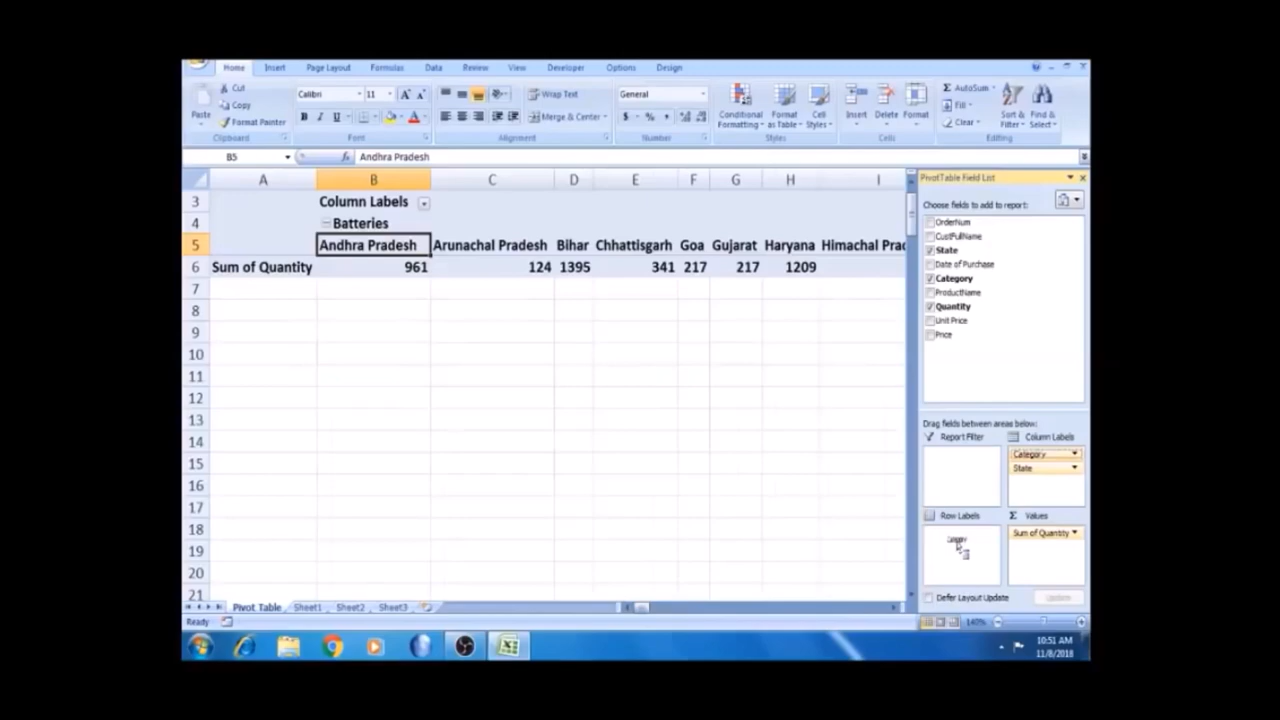 Home Insert Page Layout Formulas Data Review View Developer Options Design
Cut
Copy
Format Painter
Paste
Clipboard
Calibri 11
B I U
Font
Wrap Text
Merge & Center
Alignment
General
$ % ,
Number
Conditional Formatting
Format as Table
Cell Styles
Styles
Insert Delete Format
Cells
Σ AutoSum
Fill
Clear
Sort & Filter
Find & Select
Editing
B5 fx Andhra Pradesh
A B C D E F G H I
3 Column Labels
4 Batteries
5 Andhra Pradesh Arunachal Pradesh Bihar Chhattisgarh Goa Gujarat Haryana Himachal Prac
6 Sum of Quantity 961 124 1395 341 217 217 1209
7
8
9
10
11
12
13
14
15
16
17
18
19
20
21
PivotTable Field List
Choose fields to add to report:
OrderNum
CustFullName
State
Date of Purchase
Category
ProductName
Quantity
Unit Price
Price
Drag fields between areas below:
Report Filter Column Labels
Category
State
Row Labels Σ Values
Category
Sum of Quantity
Defer Layout Update Update
Pivot Table Sheet1 Sheet2 Sheet3
Ready 140%
10:51 AM
11/8/2018